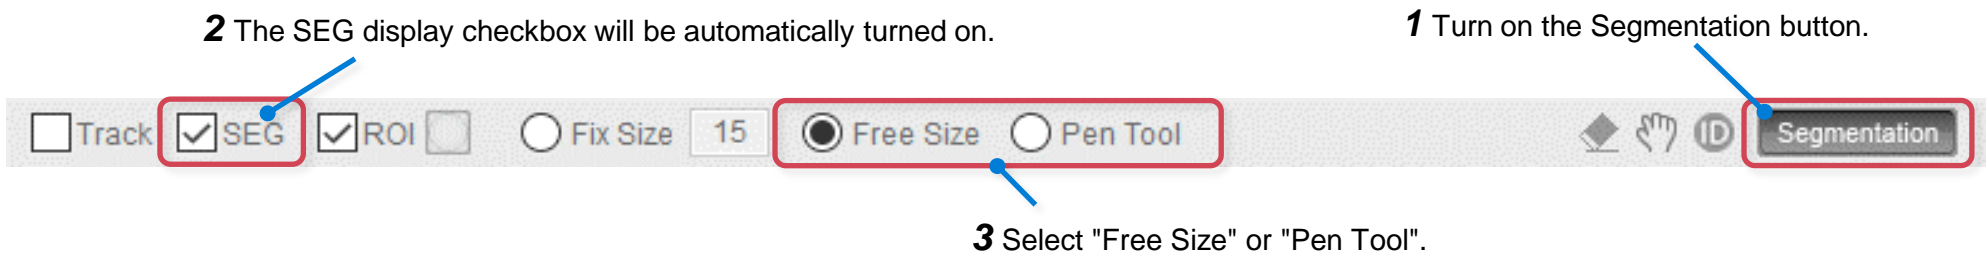 2 The SEG display checkbox will be automatically turned on.
1 Turn on the Segmentation button.
Track SEG ROI Fix Size 15 Free Size Pen Tool ID Segmentation
3 Select "Free Size" or "Pen Tool".